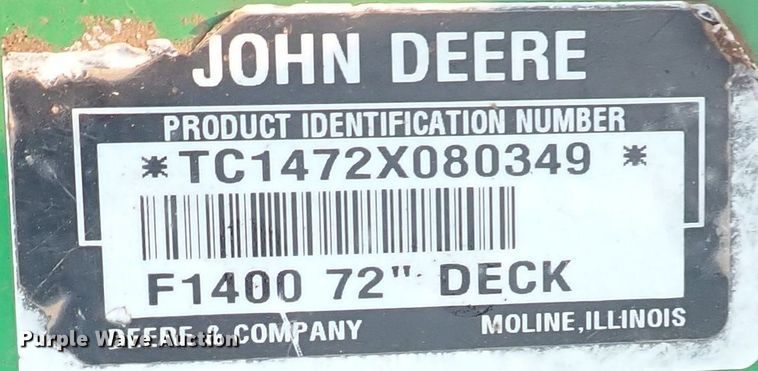 JOHN DEERE
PRODUCT IDENTIFICATION NUMBER
*TC1472X080349 *
F1400 72" DECK
DEERE & COMPANY MOLINE, ILLINOIS
Purple Wave Auction